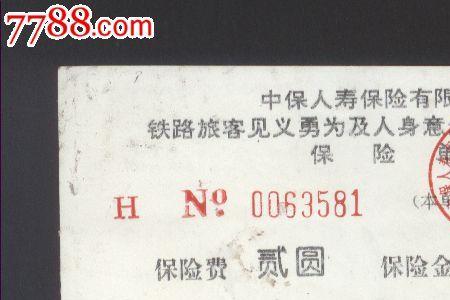 7788.com
中保人寿保险有限
铁路旅客见义勇为及人身意
保 险
H № 0063581
(本
保险费 贰圆 保险金